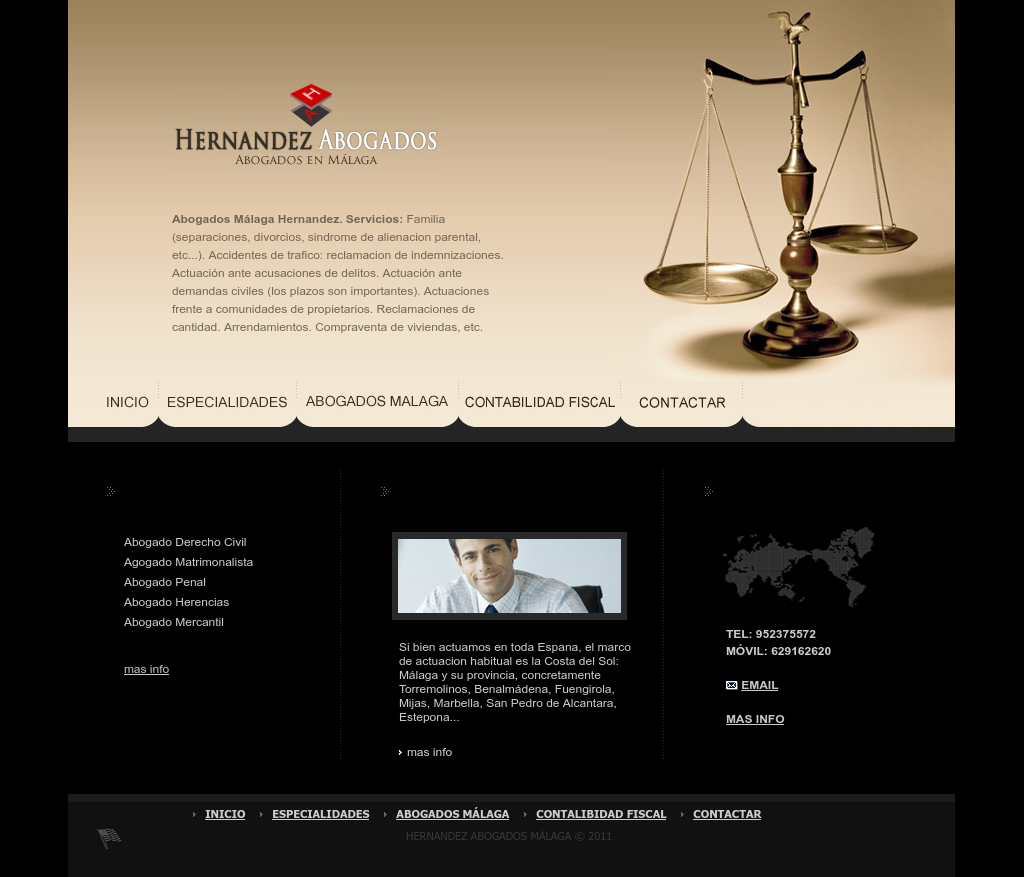 HERNANDEZ ABOGADOS
ABOGADOS EN MÁLAGA
Abogados Málaga Hernandez. Servicios: Familia
(separaciones, divorcios, sindrome de alienacion parental,
etc...). Accidentes de trafico: reclamacion de indemnizaciones.
Actuación ante acusaciones de delitos. Actuación ante
demandas civiles (los plazos son importantes). Actuaciones
frente a comunidades de propietarios. Reclamaciones de
cantidad. Arrendamientos. Compraventa de viviendas, etc.
INICIO ESPECIALIDADES ABOGADOS MALAGA CONTABILIDAD FISCAL CONTACTAR
Abogado Derecho Civil
Agogado Matrimonalista
Abogado Penal
Abogado Herencias
Abogado Mercantil
mas info
Si bien actuamos en toda Espana, el marco
de actuacion habitual es la Costa del Sol:
Málaga y su provincia, concretamente
Torremolinos, Benalmádena, Fuengirola,
Mijas, Marbella, San Pedro de Alcantara,
Estepona...
mas info
TEL: 952375572
MÓVIL: 629162620
EMAIL
MAS INFO
INICIO ESPECIALIDADES ABOGADOS MÁLAGA CONTALIBIDAD FISCAL CONTACTAR
HERNANDEZ ABOGADOS MÁLAGA © 2011